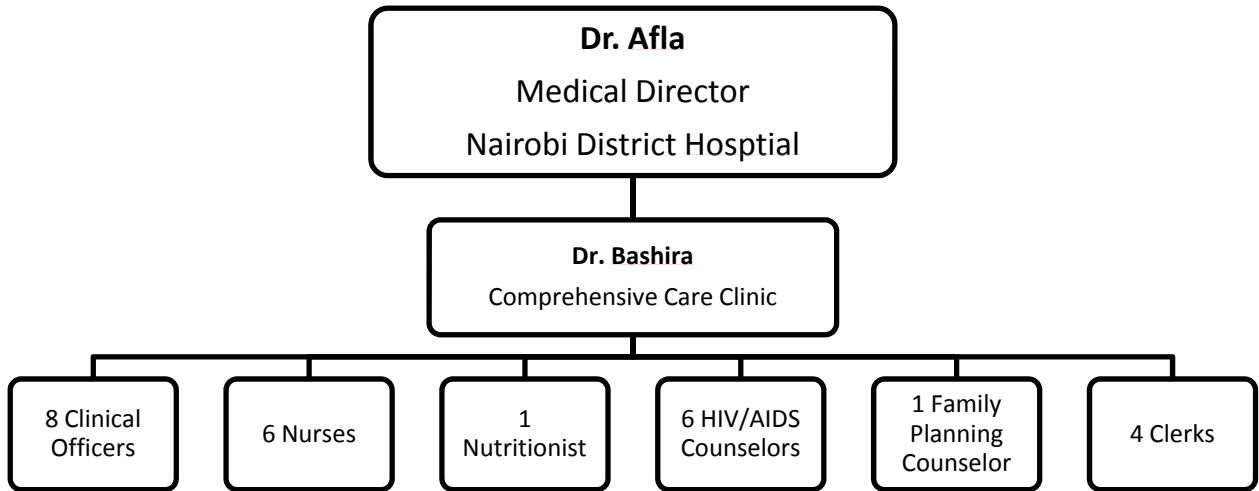 Dr. Afla
Medical Director
Nairobi District Hosptial
Dr. Bashira
Comprehensive Care Clinic
8 Clinical
Officers
6 Nurses
1
Nutritionist
6 HIV/AIDS
Counselors
1 Family
Planning
Counselor
4 Clerks